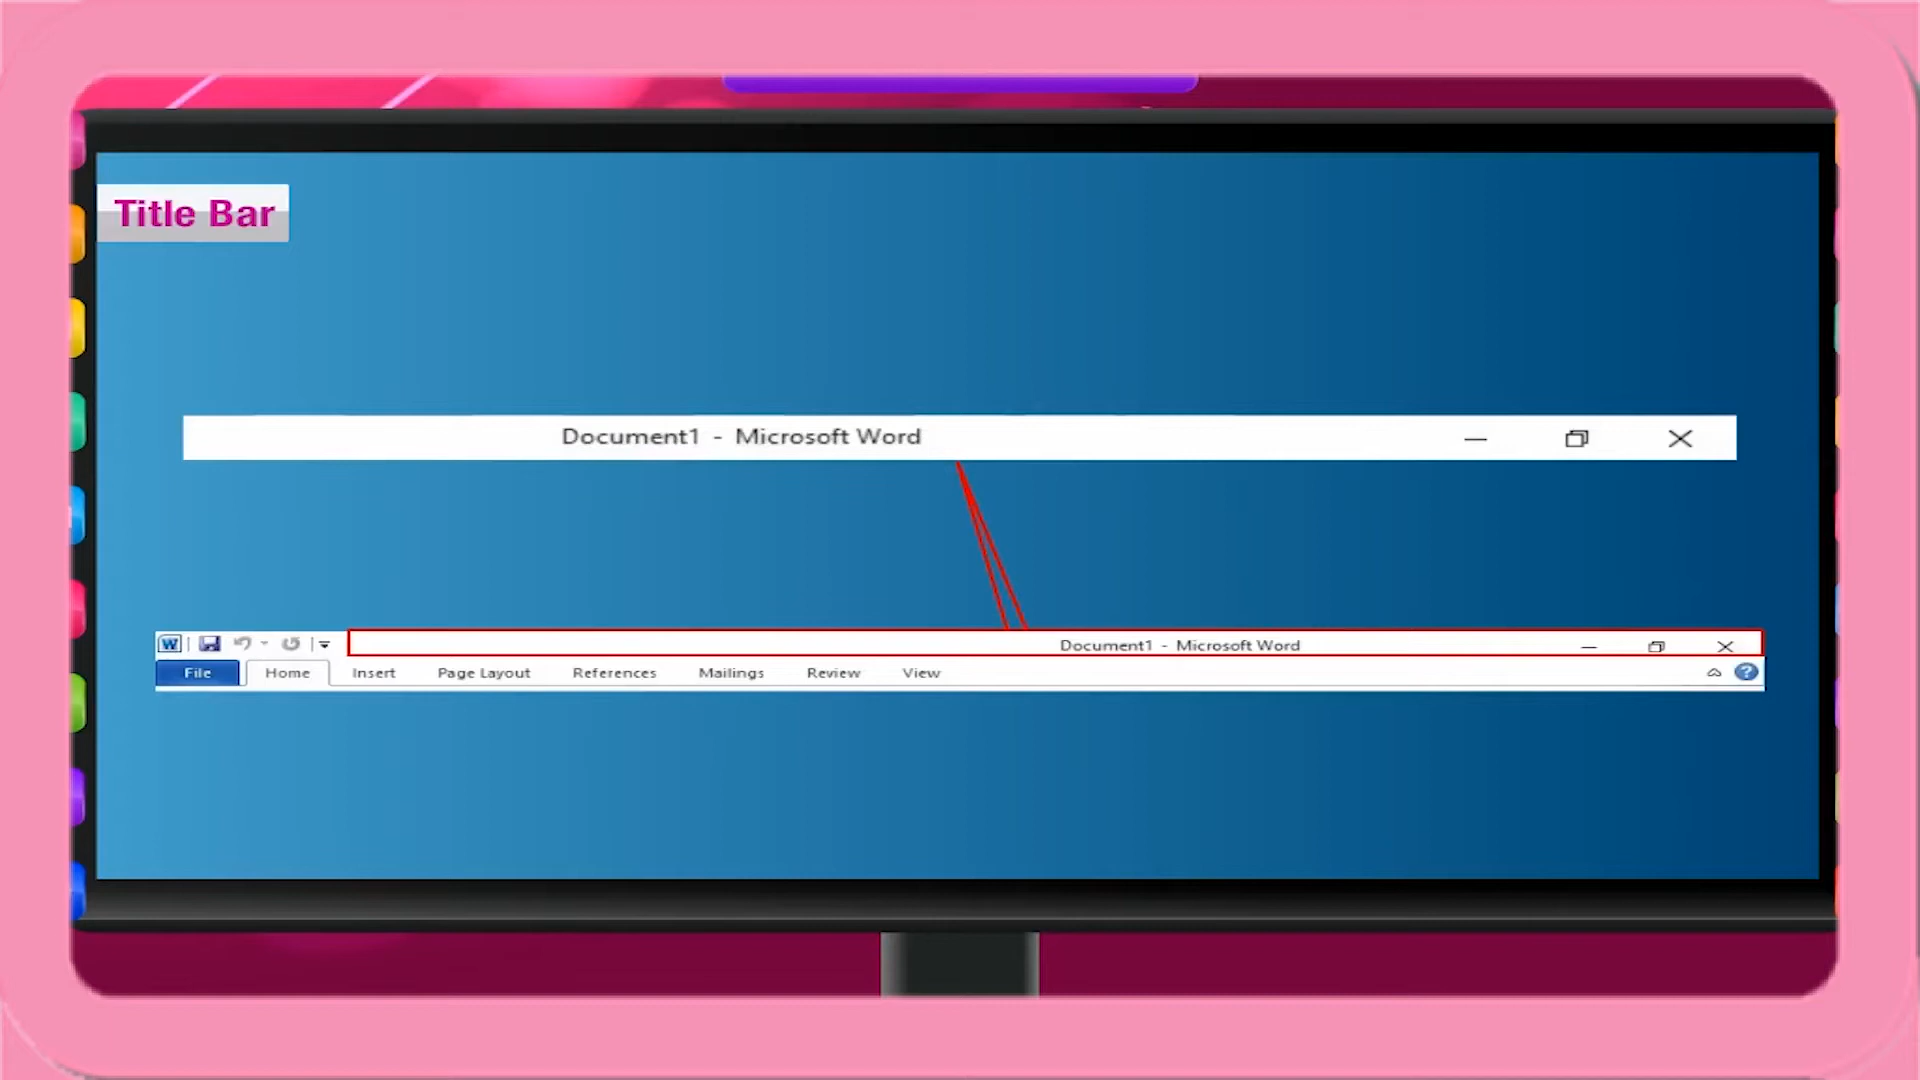 Title Bar
Document1 - Microsoft Word
W Document1 - Microsoft Word
File Home Insert Page Layout References Mailings Review View ?